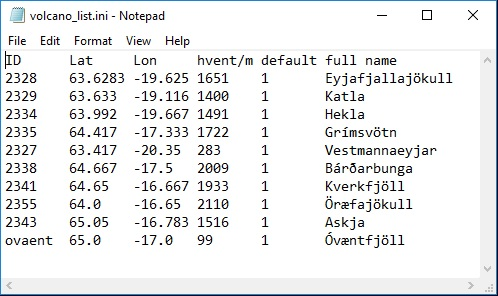 volcano_list.ini - Notepad
File Edit Format View Help
ID Lat Lon hvent/m default full name
2328 63.6283 -19.625 1651 1 Eyjafjallajökull
2329 63.633 -19.116 1400 1 Katla
2334 63.992 -19.667 1491 1 Hekla
2335 64.417 -17.333 1722 1 Grímsvötn
2327 63.417 -20.35 283 1 Vestmannaeyjar
2338 64.667 -17.5 2009 1 Bárðarbunga
2341 64.65 -16.667 1933 1 Kverkfjöll
2355 64.0 -16.65 2110 1 Öræfajökull
2343 65.05 -16.783 1516 1 Askja
ovaent 65.0 -17.0 99 1 Óvæntfjöll